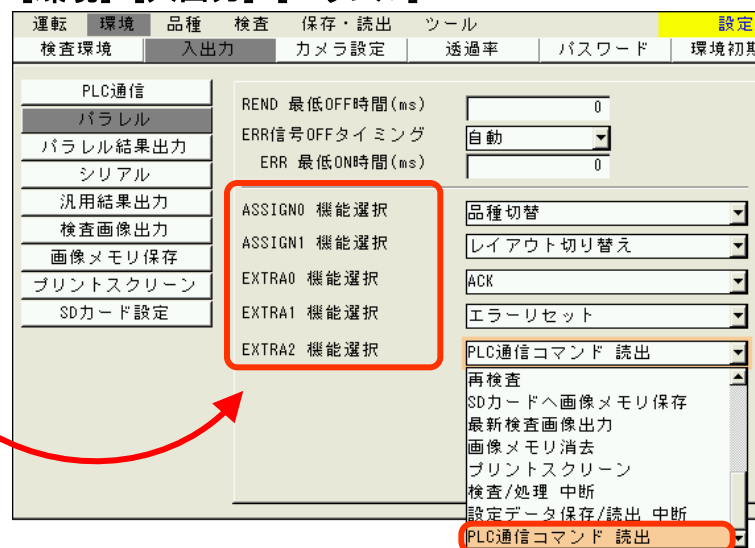 運転 環境 品種 検査 保存・読出 ツール 設定
検査環境 入出力 カメラ設定 透過率 パスワード 環境初期
PLC通信
パラレル
パラレル結果出力
シリアル
汎用結果出力
検査画像出力
画像メモリ保存
プリントスクリーン
SDカード設定
REND 最低OFF時間(ms) 0
ERR信号OFFタイミング 自動
ERR 最低ON時間(ms) 0
ASSIGN0 機能選択 品種切替
ASSIGN1 機能選択 レイアウト切り替え
EXTRA0 機能選択 ACK
EXTRA1 機能選択 エラーリセット
EXTRA2 機能選択 PLC通信コマンド 読出
再検査
SDカードへ画像メモリ保存
最新検査画像出力
画像メモリ消去
プリントスクリーン
検査/処理 中断
設定データ保存/読出 中断
PLC通信コマンド 読出